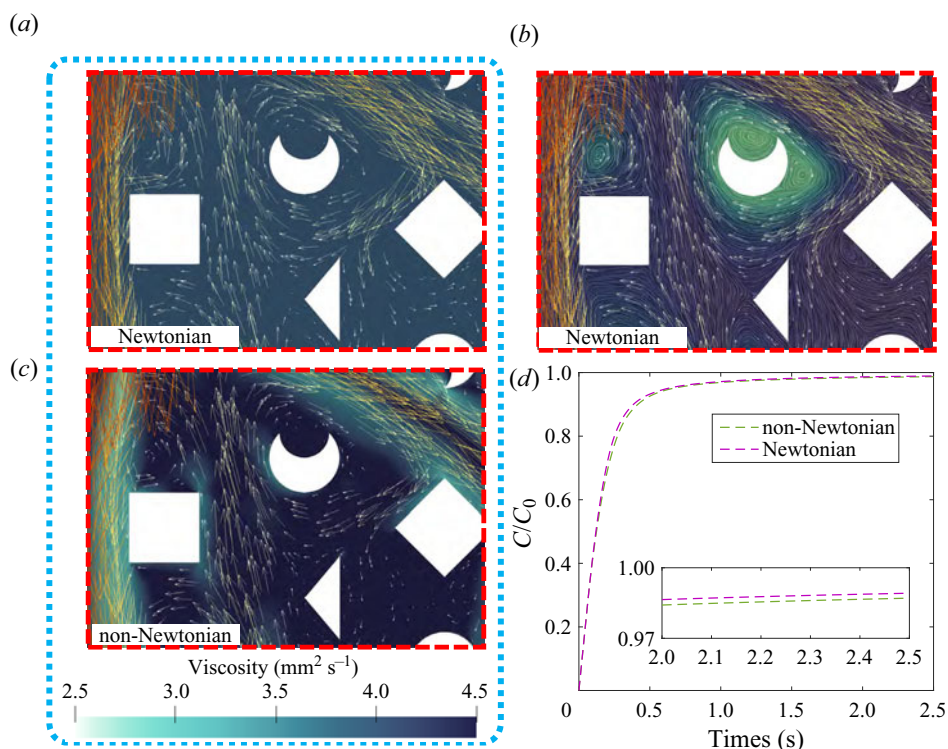 (a)
(b)
Newtonian
Newtonian
(c)
(d)
non-Newtonian
Viscosity (mm² s⁻¹)
2.5 3.0 3.5 4.0 4.5
1.0
0.8
0.6
0.4
0.2
C/C₀
non-Newtonian
Newtonian
1.00
0.97
2.0 2.1 2.2 2.3 2.4 2.5
0 0.5 1.0 1.5 2.0 2.5
Times (s)